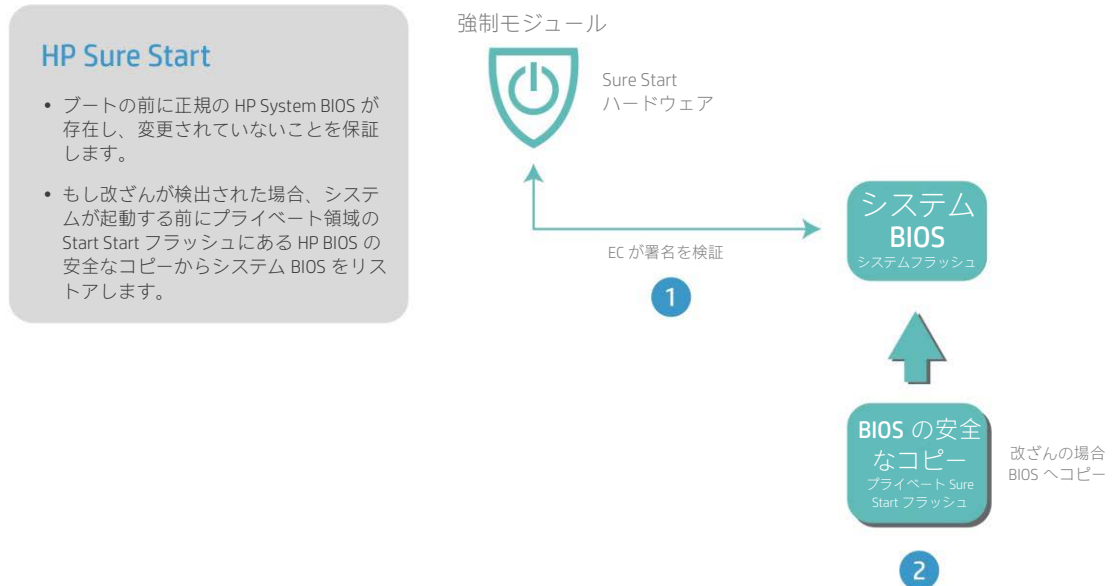 HP Sure Start
• ブートの前に正規の HP System BIOS が
存在し、変更されていないことを保証
します。
• もし改ざんが検出された場合、システ
ムが起動する前にプライベート領域の
Start Start フラッシュにある HP BIOS の
安全なコピーからシステム BIOS をリス
トアします。
強制モジュール
Sure Start
ハードウェア
EC が署名を検証
1
システム
BIOS
システムフラッシュ
BIOS の安全
なコピー
プライベート Sure
Start フラッシュ
改ざんの場合
BIOS へコピー
2